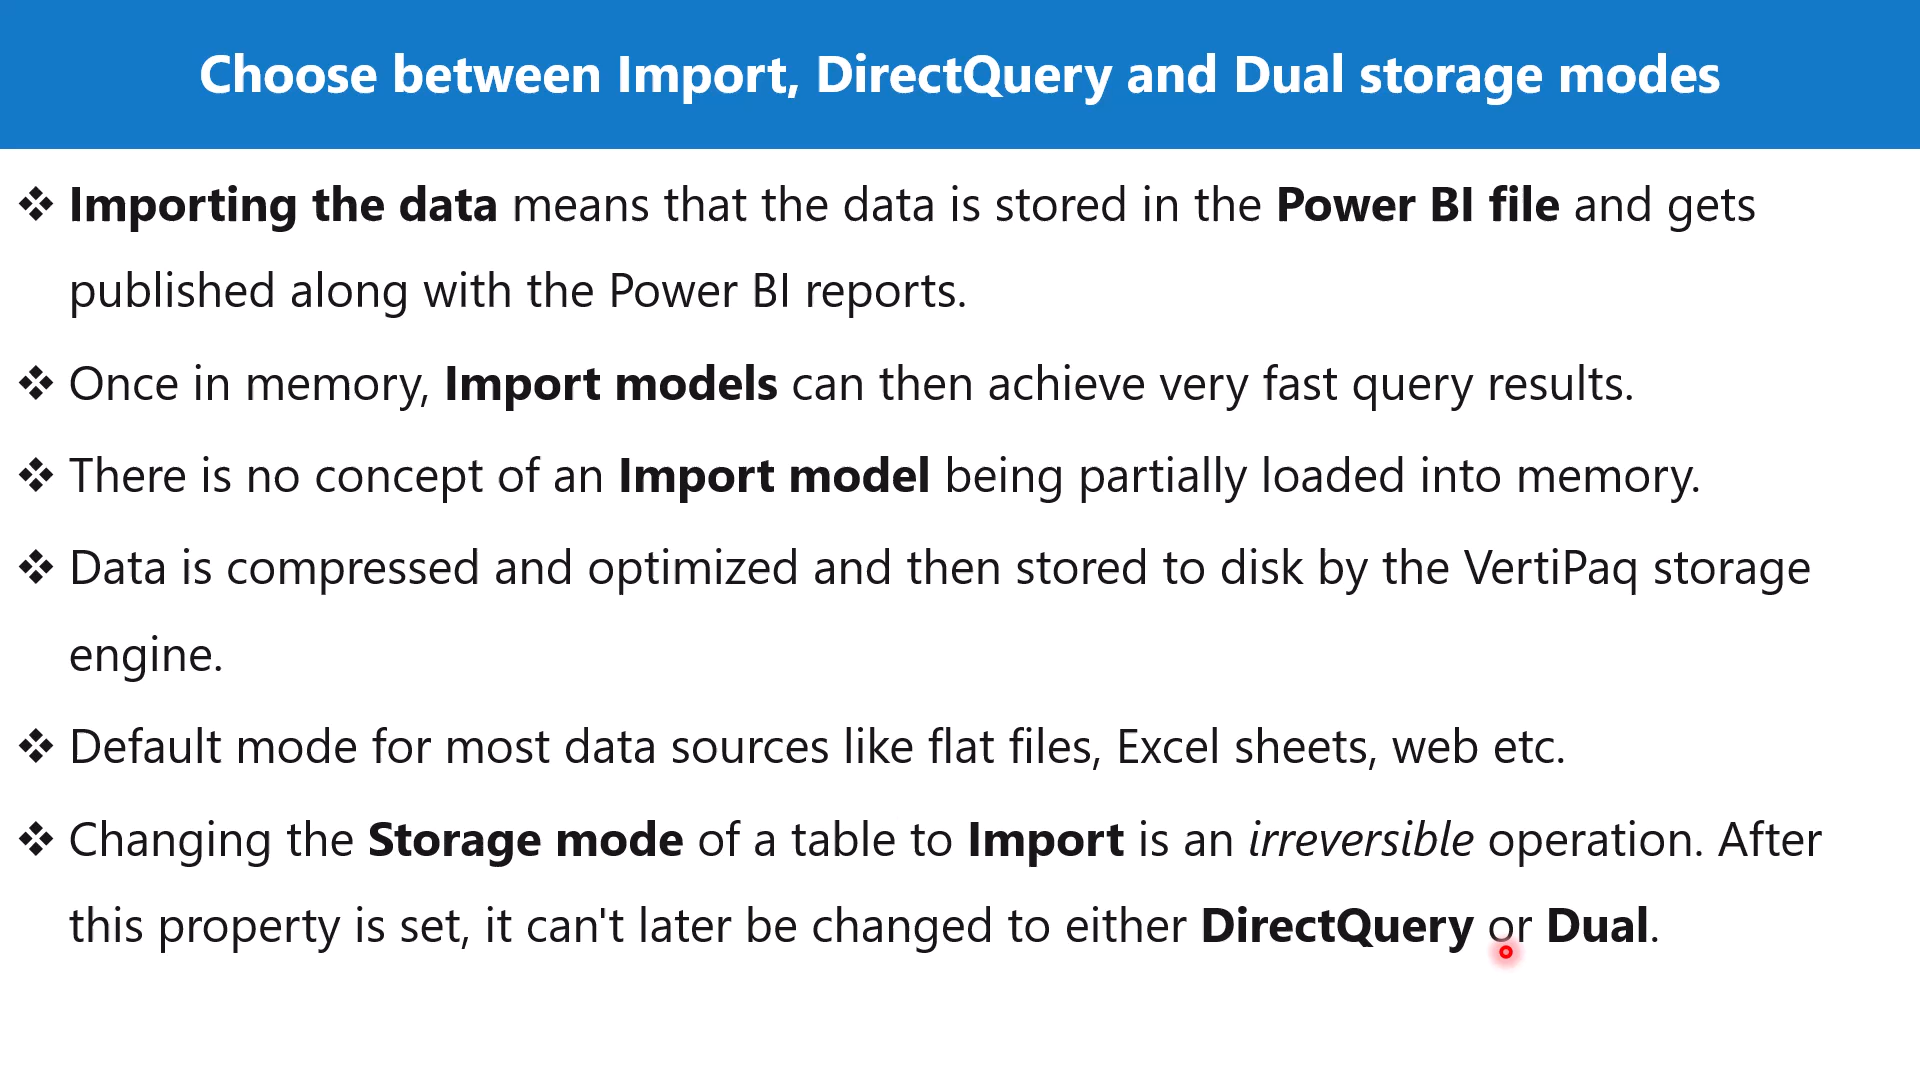 Choose between Import, DirectQuery and Dual storage modes
❖ Importing the data means that the data is stored in the Power BI file and gets
published along with the Power BI reports.
❖ Once in memory, Import models can then achieve very fast query results.
❖ There is no concept of an Import model being partially loaded into memory.
❖ Data is compressed and optimized and then stored to disk by the VertiPaq storage
engine.
❖ Default mode for most data sources like flat files, Excel sheets, web etc.
❖ Changing the Storage mode of a table to Import is an irreversible operation. After
this property is set, it can't later be changed to either DirectQuery or Dual.